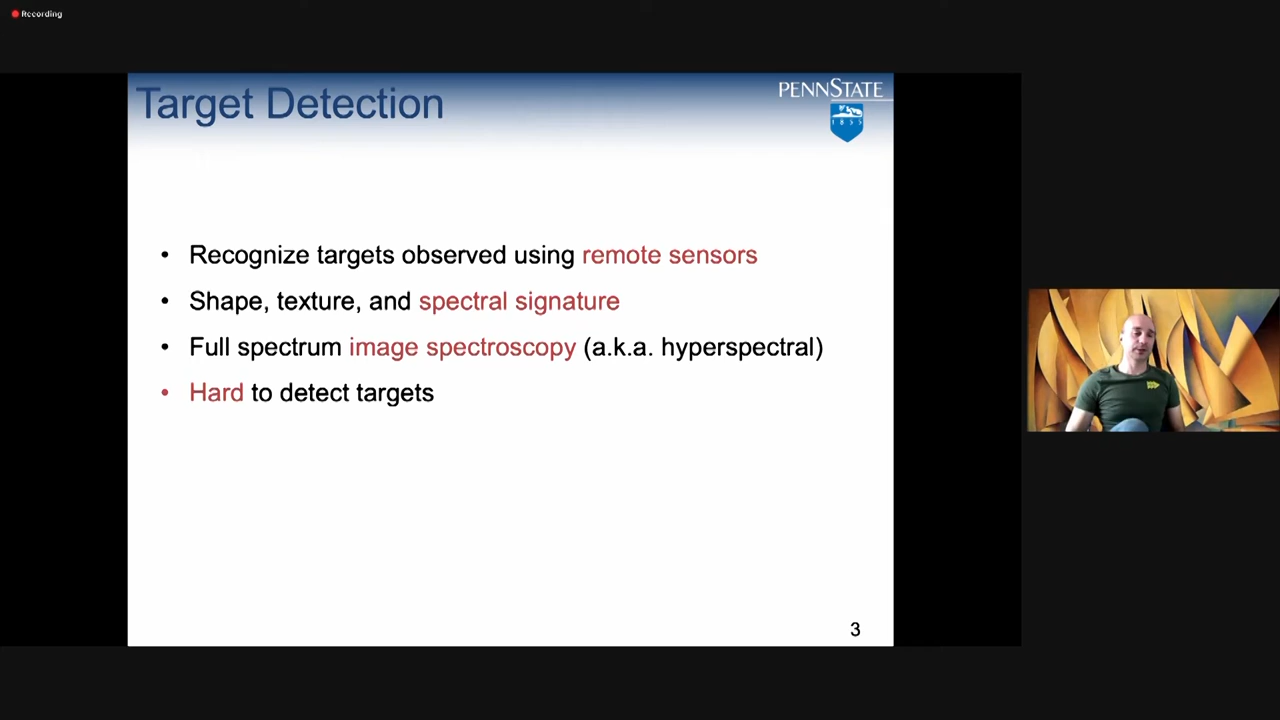 Recording
Target Detection
PENNSTATE
1855
• Recognize targets observed using remote sensors
• Shape, texture, and spectral signature
• Full spectrum image spectroscopy (a.k.a. hyperspectral)
• Hard to detect targets
3